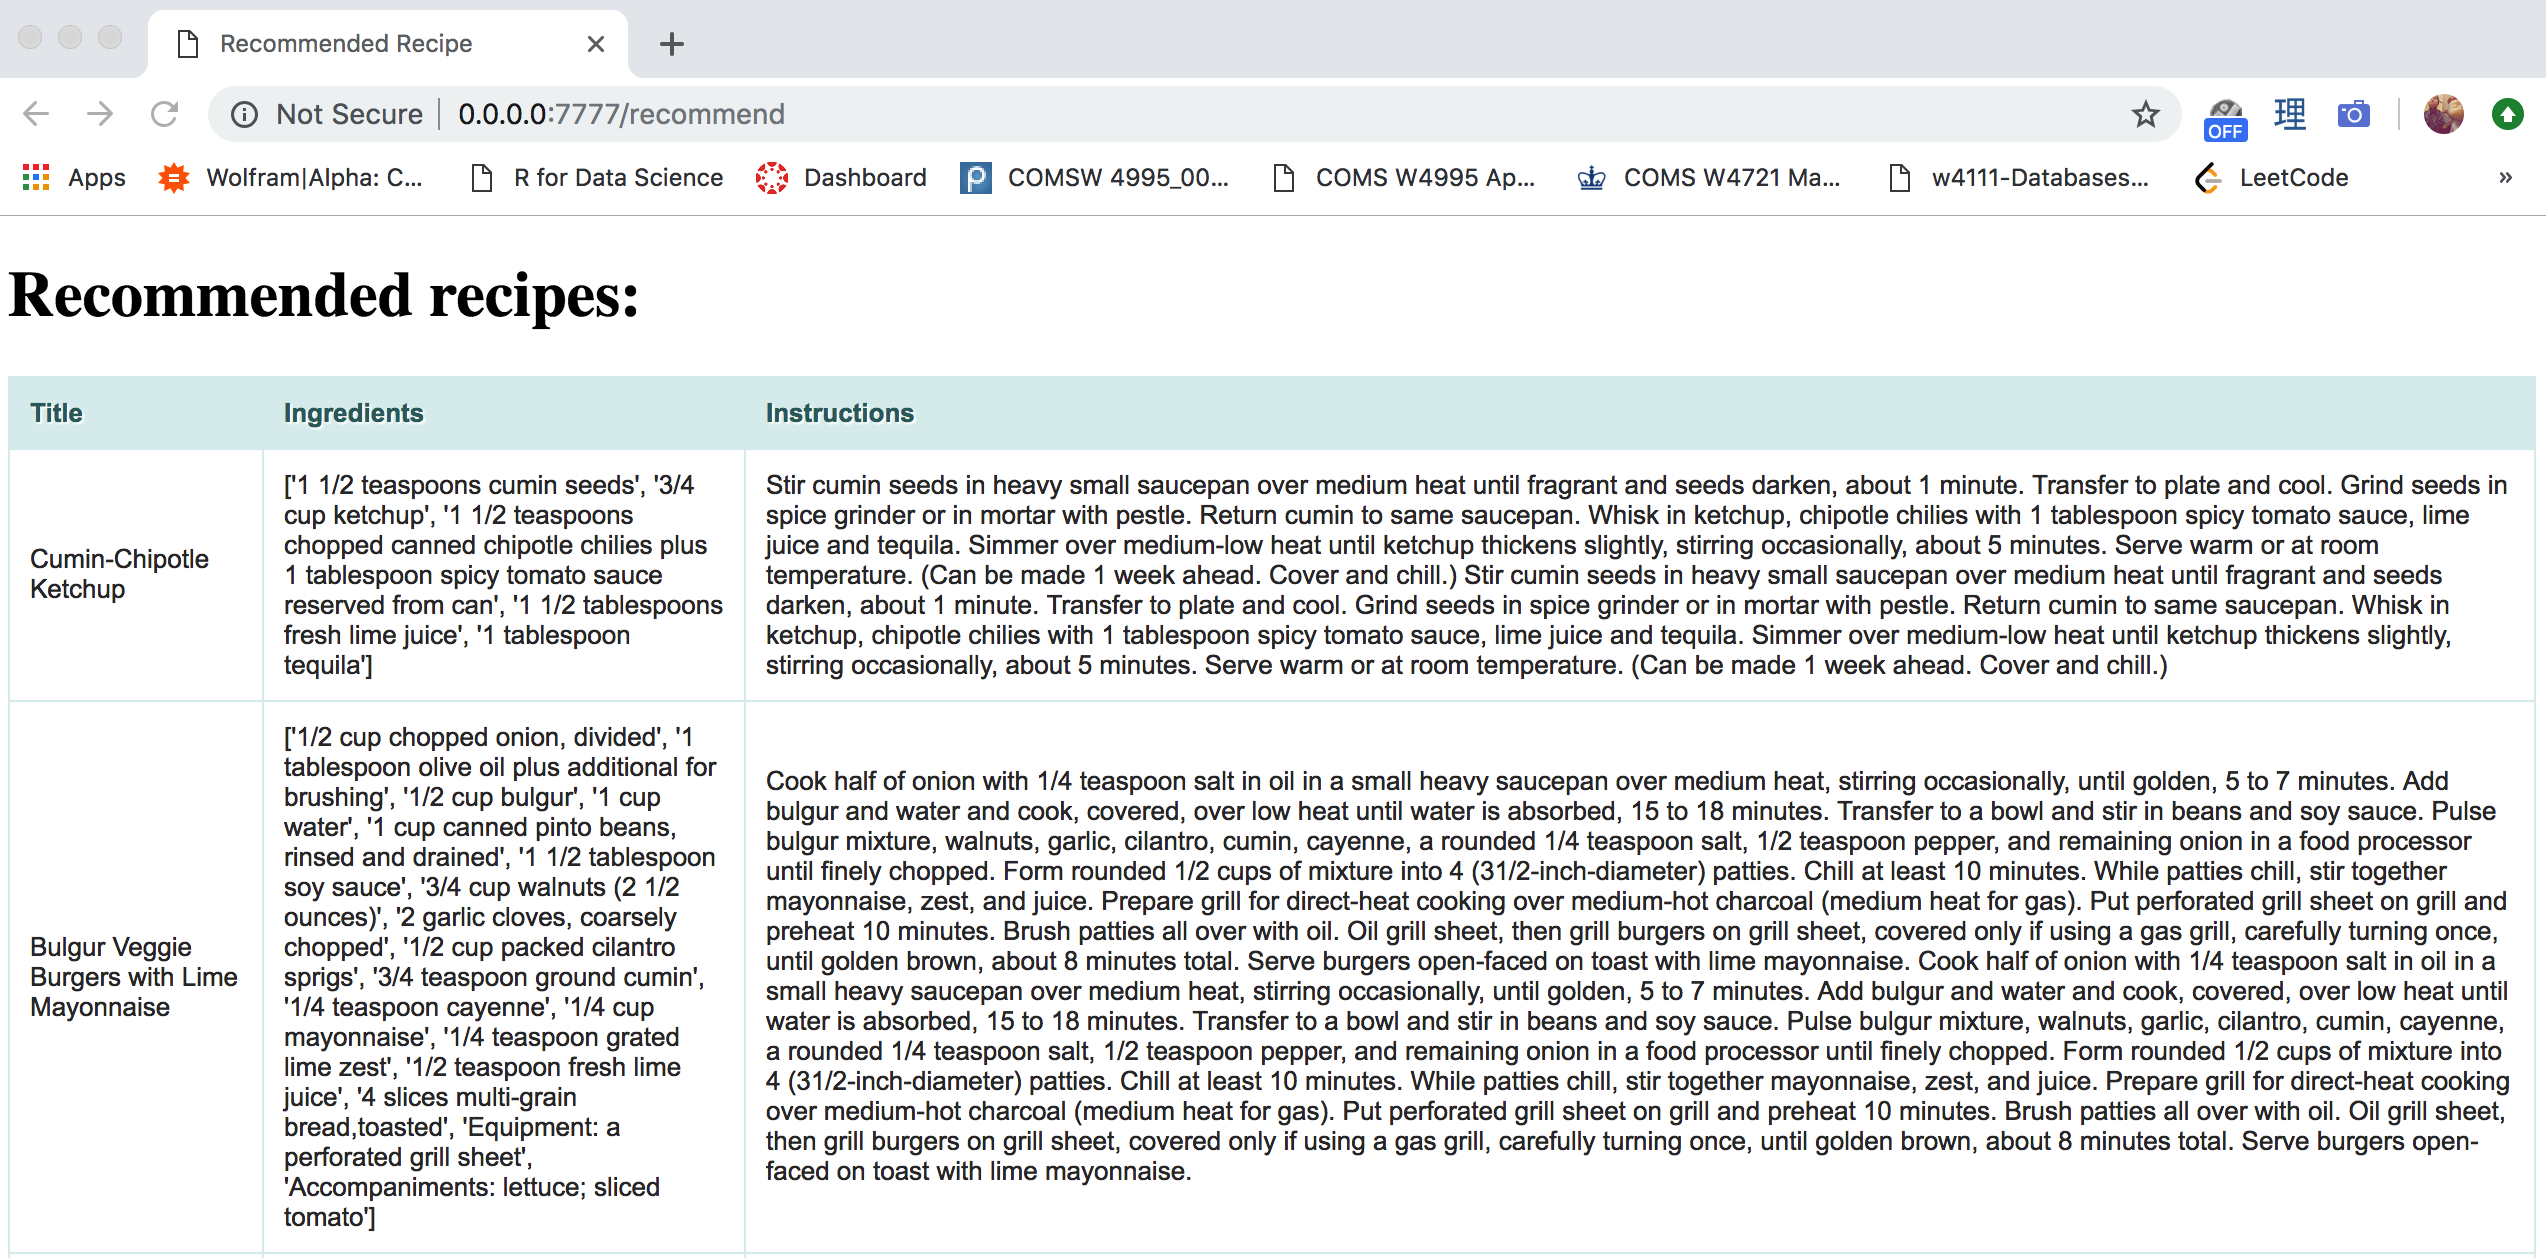 Recommended Recipe
Not Secure 0.0.0.0:7777/recommend
OFF
理
Apps
Wolfram|Alpha: C...
R for Data Science
Dashboard
COMSW 4995_00...
COMS W4995 Ap...
COMS W4721 Ma...
w4111-Databases...
LeetCode
»
Recommended recipes:
Title Ingredients Instructions
Cumin-Chipotle
Ketchup
['1 1/2 teaspoons cumin seeds', '3/4
cup ketchup', '1 1/2 teaspoons
chopped canned chipotle chilies plus
1 tablespoon spicy tomato sauce
reserved from can', '1 1/2 tablespoons
fresh lime juice', '1 tablespoon
tequila']
Stir cumin seeds in heavy small saucepan over medium heat until fragrant and seeds darken, about 1 minute. Transfer to plate and cool. Grind seeds in
spice grinder or in mortar with pestle. Return cumin to same saucepan. Whisk in ketchup, chipotle chilies with 1 tablespoon spicy tomato sauce, lime
juice and tequila. Simmer over medium-low heat until ketchup thickens slightly, stirring occasionally, about 5 minutes. Serve warm or at room
temperature. (Can be made 1 week ahead. Cover and chill.) Stir cumin seeds in heavy small saucepan over medium heat until fragrant and seeds
darken, about 1 minute. Transfer to plate and cool. Grind seeds in spice grinder or in mortar with pestle. Return cumin to same saucepan. Whisk in
ketchup, chipotle chilies with 1 tablespoon spicy tomato sauce, lime juice and tequila. Simmer over medium-low heat until ketchup thickens slightly,
stirring occasionally, about 5 minutes. Serve warm or at room temperature. (Can be made 1 week ahead. Cover and chill.)
Bulgur Veggie
Burgers with Lime
Mayonnaise
['1/2 cup chopped onion, divided', '1
tablespoon olive oil plus additional for
brushing', '1/2 cup bulgur', '1 cup
water', '1 cup canned pinto beans,
rinsed and drained', '1 1/2 tablespoon
soy sauce', '3/4 cup walnuts (2 1/2
ounces)', '2 garlic cloves, coarsely
chopped', '1/2 cup packed cilantro
sprigs', '3/4 teaspoon ground cumin',
'1/4 teaspoon cayenne', '1/4 cup
mayonnaise', '1/4 teaspoon grated
lime zest', '1/2 teaspoon fresh lime
juice', '4 slices multi-grain
bread,toasted', 'Equipment: a
perforated grill sheet',
'Accompaniments: lettuce; sliced
tomato']
Cook half of onion with 1/4 teaspoon salt in oil in a small heavy saucepan over medium heat, stirring occasionally, until golden, 5 to 7 minutes. Add
bulgur and water and cook, covered, over low heat until water is absorbed, 15 to 18 minutes. Transfer to a bowl and stir in beans and soy sauce. Pulse
bulgur mixture, walnuts, garlic, cilantro, cumin, cayenne, a rounded 1/4 teaspoon salt, 1/2 teaspoon pepper, and remaining onion in a food processor
until finely chopped. Form rounded 1/2 cups of mixture into 4 (31/2-inch-diameter) patties. Chill at least 10 minutes. While patties chill, stir together
mayonnaise, zest, and juice. Prepare grill for direct-heat cooking over medium-hot charcoal (medium heat for gas). Put perforated grill sheet on grill and
preheat 10 minutes. Brush patties all over with oil. Oil grill sheet, then grill burgers on grill sheet, covered only if using a gas grill, carefully turning once,
until golden brown, about 8 minutes total. Serve burgers open-faced on toast with lime mayonnaise. Cook half of onion with 1/4 teaspoon salt in oil in a
small heavy saucepan over medium heat, stirring occasionally, until golden, 5 to 7 minutes. Add bulgur and water and cook, covered, over low heat until
water is absorbed, 15 to 18 minutes. Transfer to a bowl and stir in beans and soy sauce. Pulse bulgur mixture, walnuts, garlic, cilantro, cumin, cayenne,
a rounded 1/4 teaspoon salt, 1/2 teaspoon pepper, and remaining onion in a food processor until finely chopped. Form rounded 1/2 cups of mixture into
4 (31/2-inch-diameter) patties. Chill at least 10 minutes. While patties chill, stir together mayonnaise, zest, and juice. Prepare grill for direct-heat cooking
over medium-hot charcoal (medium heat for gas). Put perforated grill sheet on grill and preheat 10 minutes. Brush patties all over with oil. Oil grill sheet,
then grill burgers on grill sheet, covered only if using a gas grill, carefully turning once, until golden brown, about 8 minutes total. Serve burgers open-
faced on toast with lime mayonnaise.